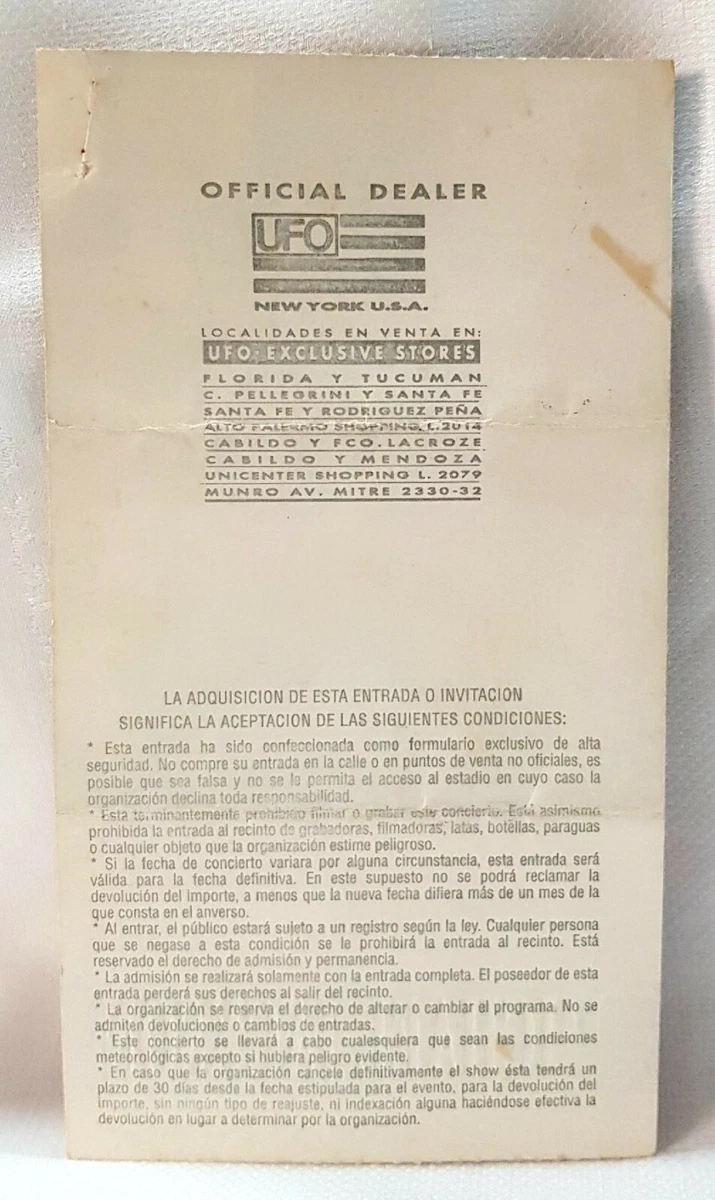 OFFICIAL DEALER
UFO
NEW YORK U.S.A.
LOCALIDADES EN VENTA EN:
UFO: EXCLUSIVE STORES
FLORIDA Y TUCUMAN
C. PELLEGRINI Y SANTA FE
SANTA FE Y RODRIGUEZ PEÑA
ALTO PALERMO SHOPPING, L.2014
CABILDO Y FCO. LACROZE
CABILDO Y MENDOZA
UNICENTER SHOPPING L. 2079
MUNRO AV. MITRE 2330-32
LA ADQUISICION DE ESTA ENTRADA O INVITACION
SIGNIFICA LA ACEPTACION DE LAS SIGUIENTES CONDICIONES:
* Esta entrada ha sido confeccionada como formulario exclusivo de alta
seguridad. No compre su entrada en la calle o en puntos de venta no oficiales, es
posible que sea falsa y no se le permita el acceso al estadio en cuyo caso la
organización declina toda responsabilidad.
* Esta terminantemente prohibido filmar o grabar este concierto. Está asimismo
prohibida la entrada al recinto de grabadoras, filmadoras, latas, botellas, paraguas
o cualquier objeto que la organización estime peligroso.
* Si la fecha de concierto variara por alguna circunstancia, esta entrada será
válida para la fecha definitiva. En este supuesto no se podrá reclamar la
devolución del importe, a menos que la nueva fecha difiera más de un mes de la
que consta en el anverso.
* Al entrar, el público estará sujeto a un registro según la ley. Cualquier persona
que se negase a esta condición se le prohibirá la entrada al recinto. Está
reservado el derecho de admisión y permanencia.
* La admisión se realizará solamente con la entrada completa. El poseedor de esta
entrada perderá sus derechos al salir del recinto.
* La organización se reserva el derecho de alterar o cambiar el programa. No se
admiten devoluciones o cambios de entradas.
* Este concierto se llevará a cabo cualesquiera que sean las condiciones
meteorológicas excepto si hubiera peligro evidente.
* En caso que la organización cancele definitivamente el show ésta tendrá un
plazo de 30 días desde la fecha estipulada para el evento, para la devolución del
importe, sin ningún tipo de reajuste, ni indexación alguna haciéndose efectiva la
devolución en lugar a determinar por la organización.